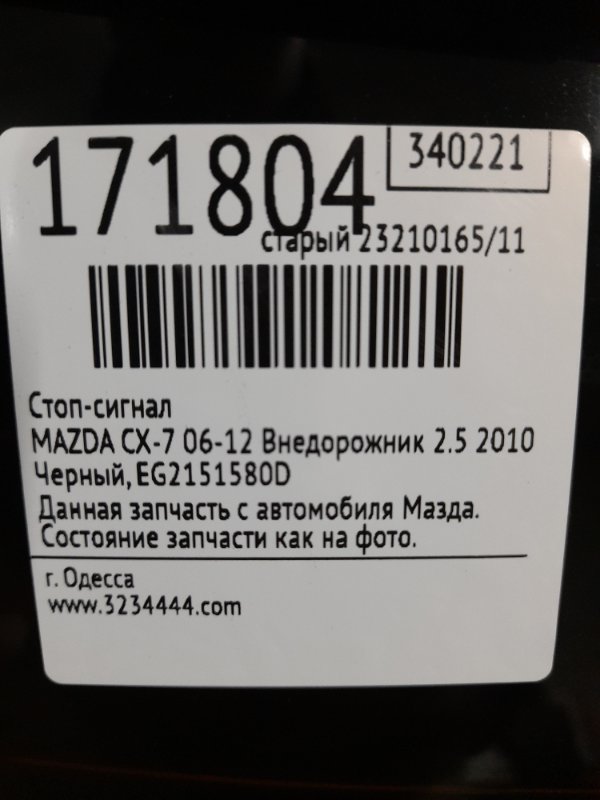 171804
340221
старый 23210165/11
Стоп-сигнал
MAZDA CX-7 06-12 Внедорожник 2.5 2010
Черный, EG2151580D
Данная запчасть с автомобиля Мазда.
Состояние запчасти как на фото.
г. Одесса
www.3234444.com